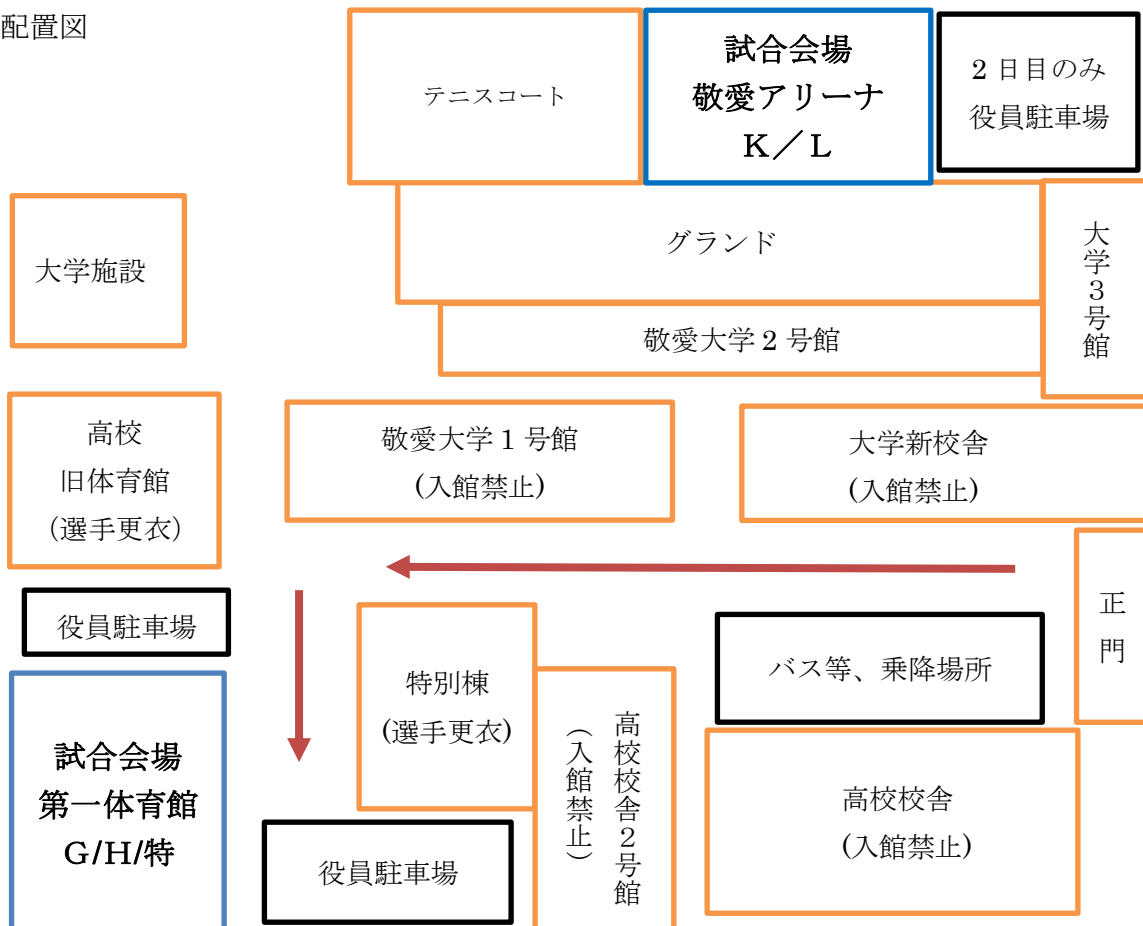 配置図
テニスコート
試合会場
敬愛アリーナ
K／L
2日目のみ
役員駐車場
大学施設
グランド
大学3号館
敬愛大学2号館
高校
旧体育館
(選手更衣)
敬愛大学1号館
(入館禁止)
大学新校舎
(入館禁止)
役員駐車場
正門
特別棟
(選手更衣)
バス等、乗降場所
高校校舎2号館
(入館禁止)
試合会場
第一体育館
G/H/特
高校校舎
(入館禁止)
役員駐車場